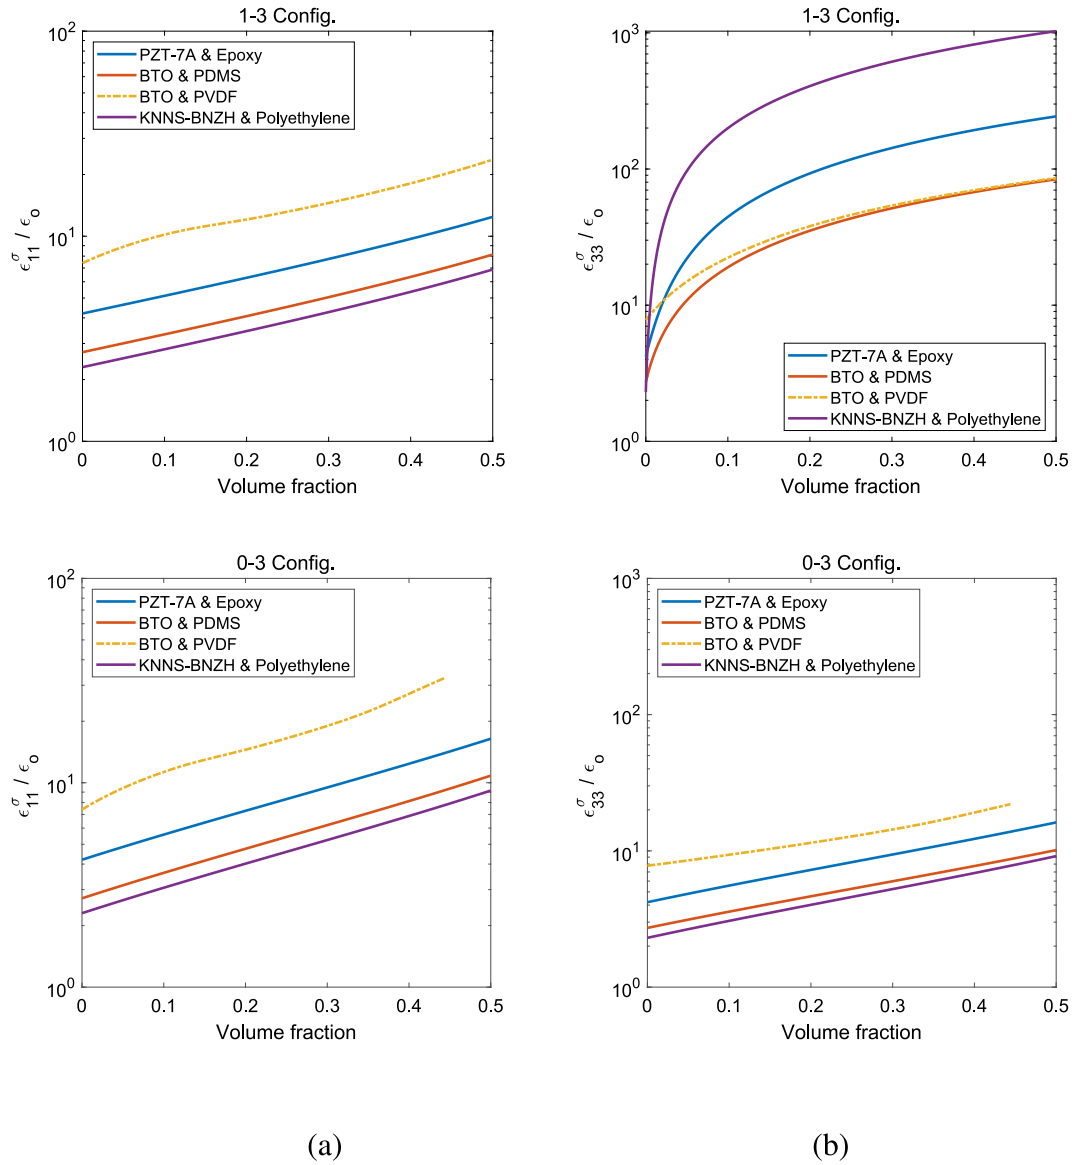 1-3 Config.
10^2
PZT-7A & Epoxy
BTO & PDMS
BTO & PVDF
KNNS-BNZH & Polyethylene
ϵ^σ_11 / ϵ_o
10^1
10^0
0 0.1 0.2 0.3 0.4 0.5
Volume fraction
1-3 Config.
10^3
ϵ^σ_33 / ϵ_o
10^2
10^1
PZT-7A & Epoxy
BTO & PDMS
BTO & PVDF
KNNS-BNZH & Polyethylene
10^0
0 0.1 0.2 0.3 0.4 0.5
Volume fraction
0-3 Config.
10^2
PZT-7A & Epoxy
BTO & PDMS
BTO & PVDF
KNNS-BNZH & Polyethylene
ϵ^σ_11 / ϵ_o
10^1
10^0
0 0.1 0.2 0.3 0.4 0.5
Volume fraction
0-3 Config.
10^3
PZT-7A & Epoxy
BTO & PDMS
BTO & PVDF
KNNS-BNZH & Polyethylene
10^2
ϵ^σ_33 / ϵ_o
10^1
10^0
0 0.1 0.2 0.3 0.4 0.5
Volume fraction
(a) (b)